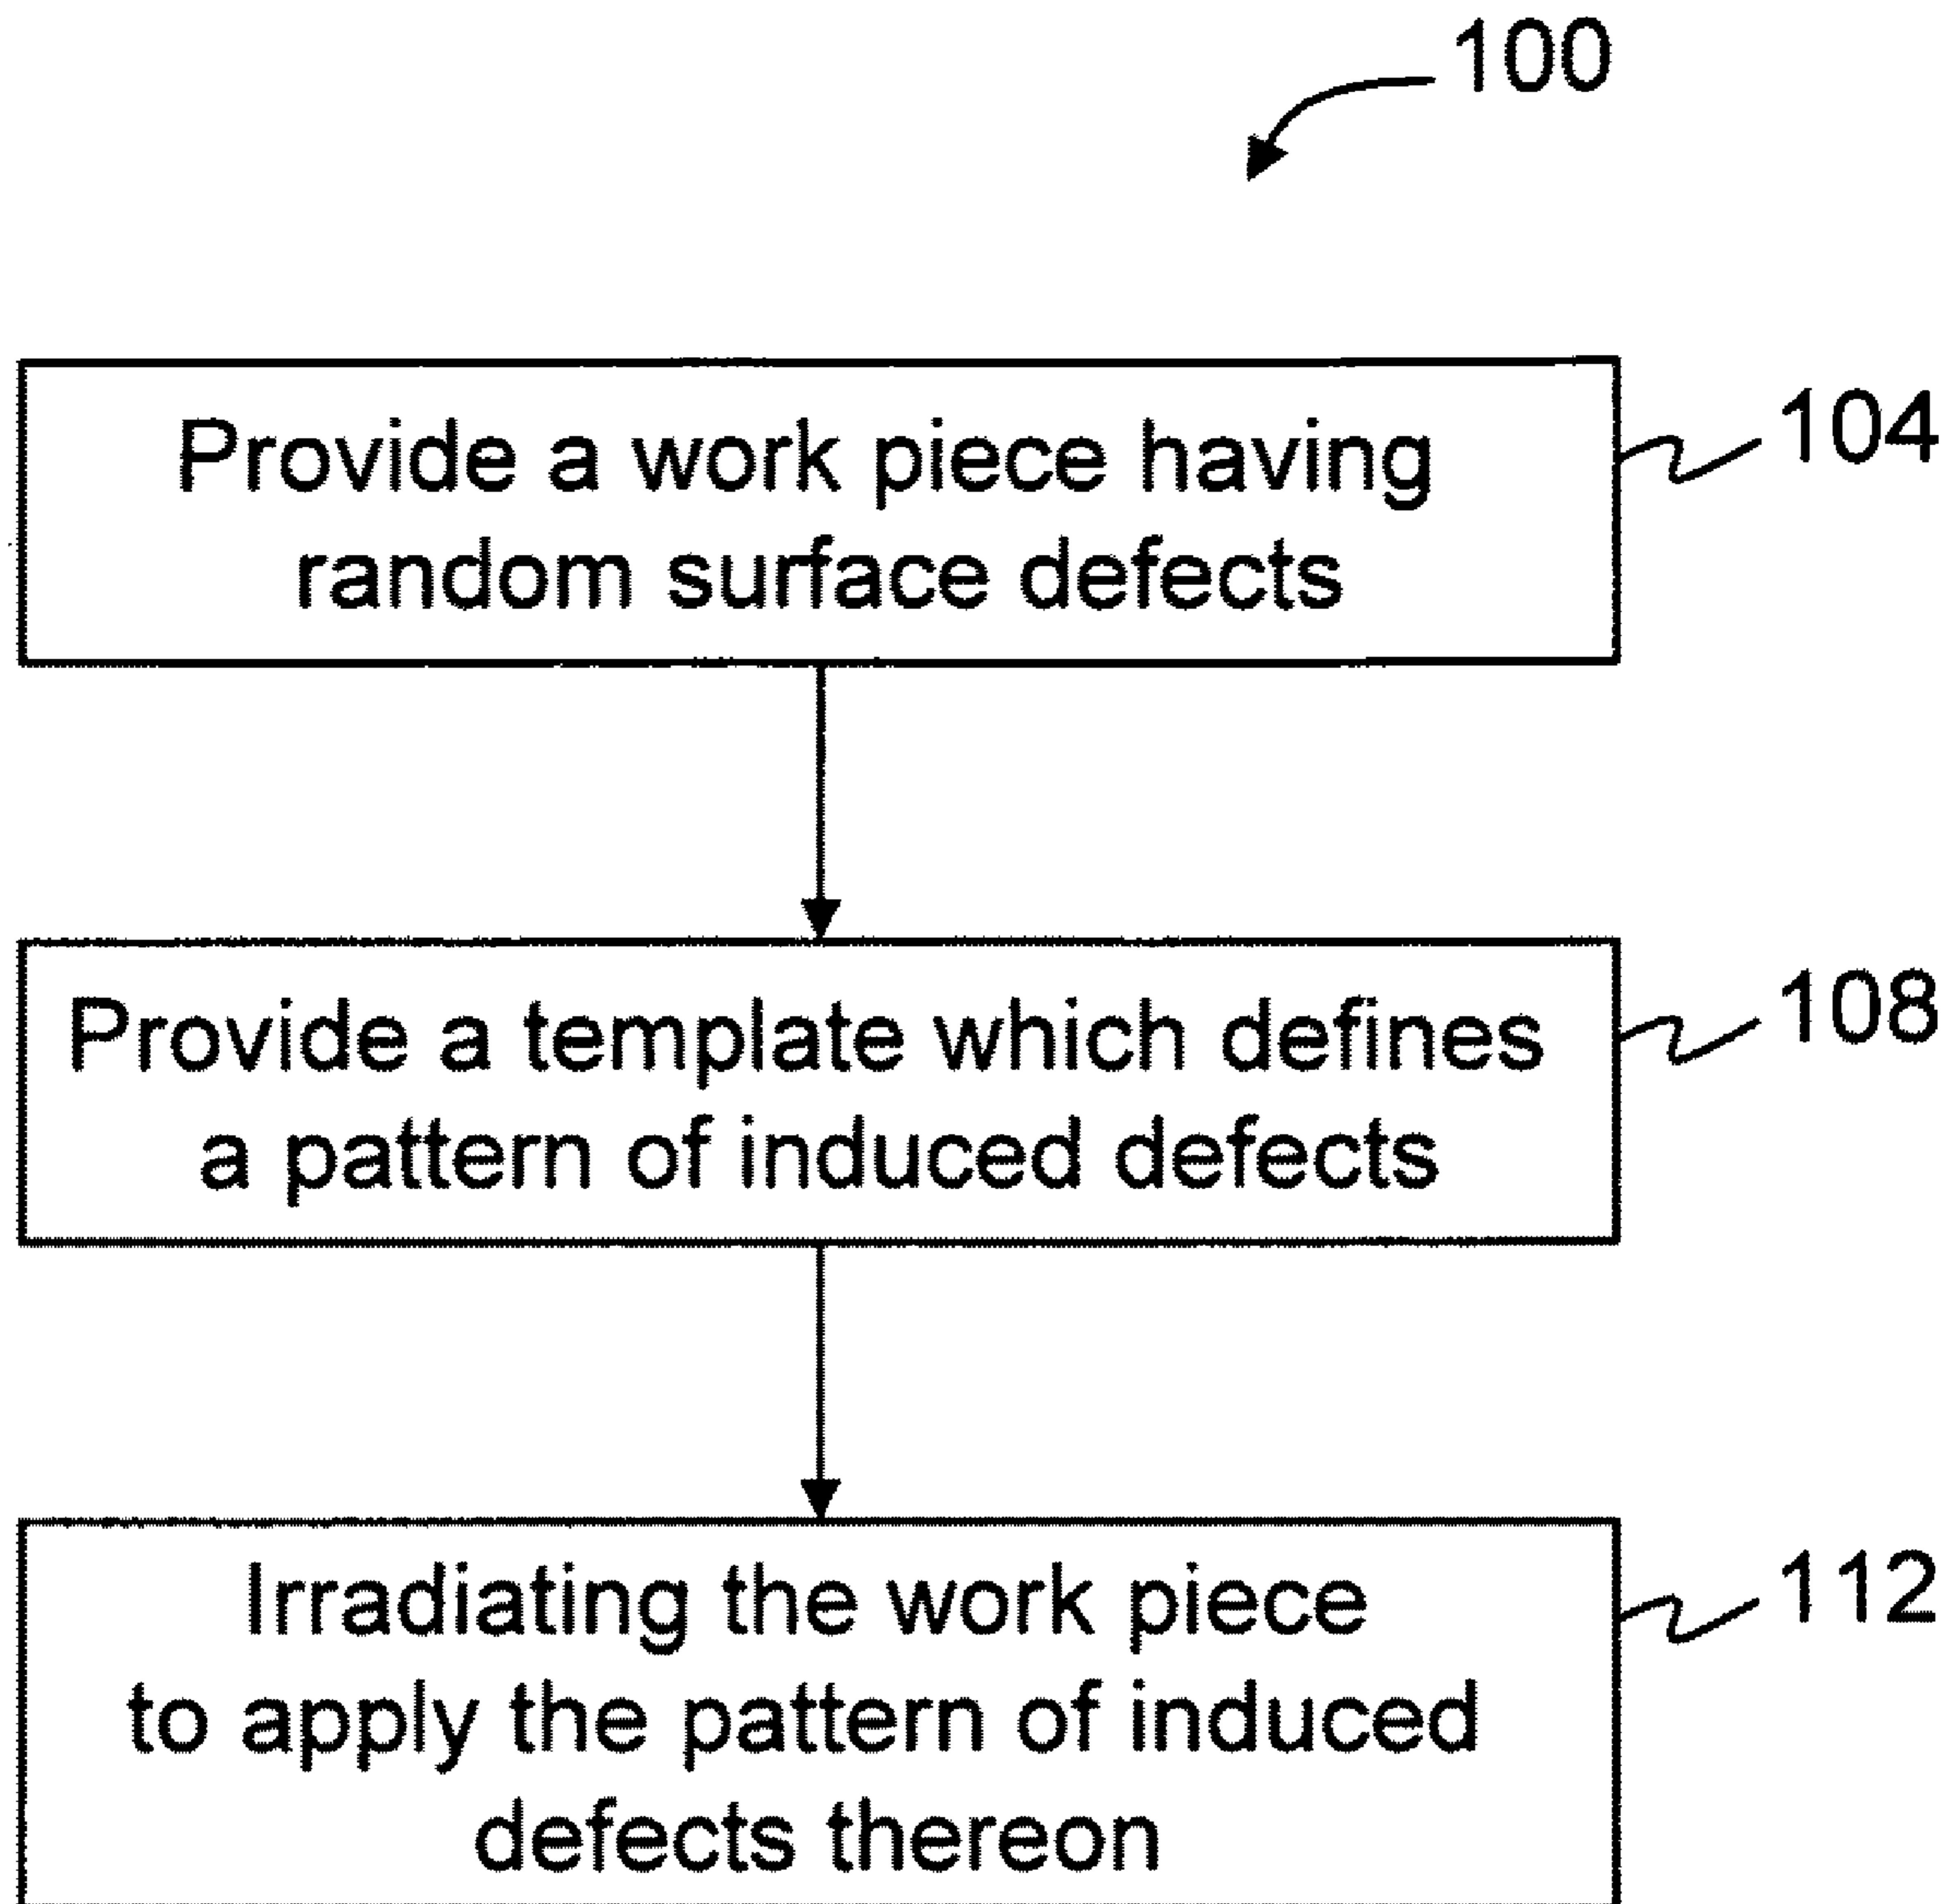 100
Provide a work piece having
random surface defects
104
Provide a template which defines
a pattern of induced defects
108
Irradiating the work piece
to apply the pattern of induced
defects thereon
112